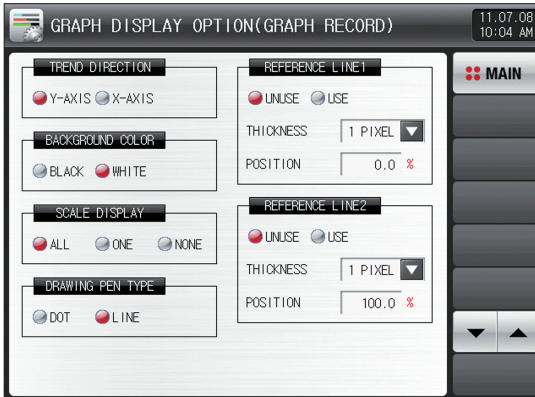 GRAPH DISPLAY OPTION(GRAPH RECORD)
11.07.08
10:04 AM
TREND DIRECTION
Y-AXIS X-AXIS
BACKGROUND COLOR
BLACK WHITE
SCALE DISPLAY
ALL ONE NONE
DRAWING PEN TYPE
DOT LINE
REFERENCE LINE1
UNUSE USE
THICKNESS 1 PIXEL
POSITION 0.0 %
REFERENCE LINE2
UNUSE USE
THICKNESS 1 PIXEL
POSITION 100.0 %
MAIN